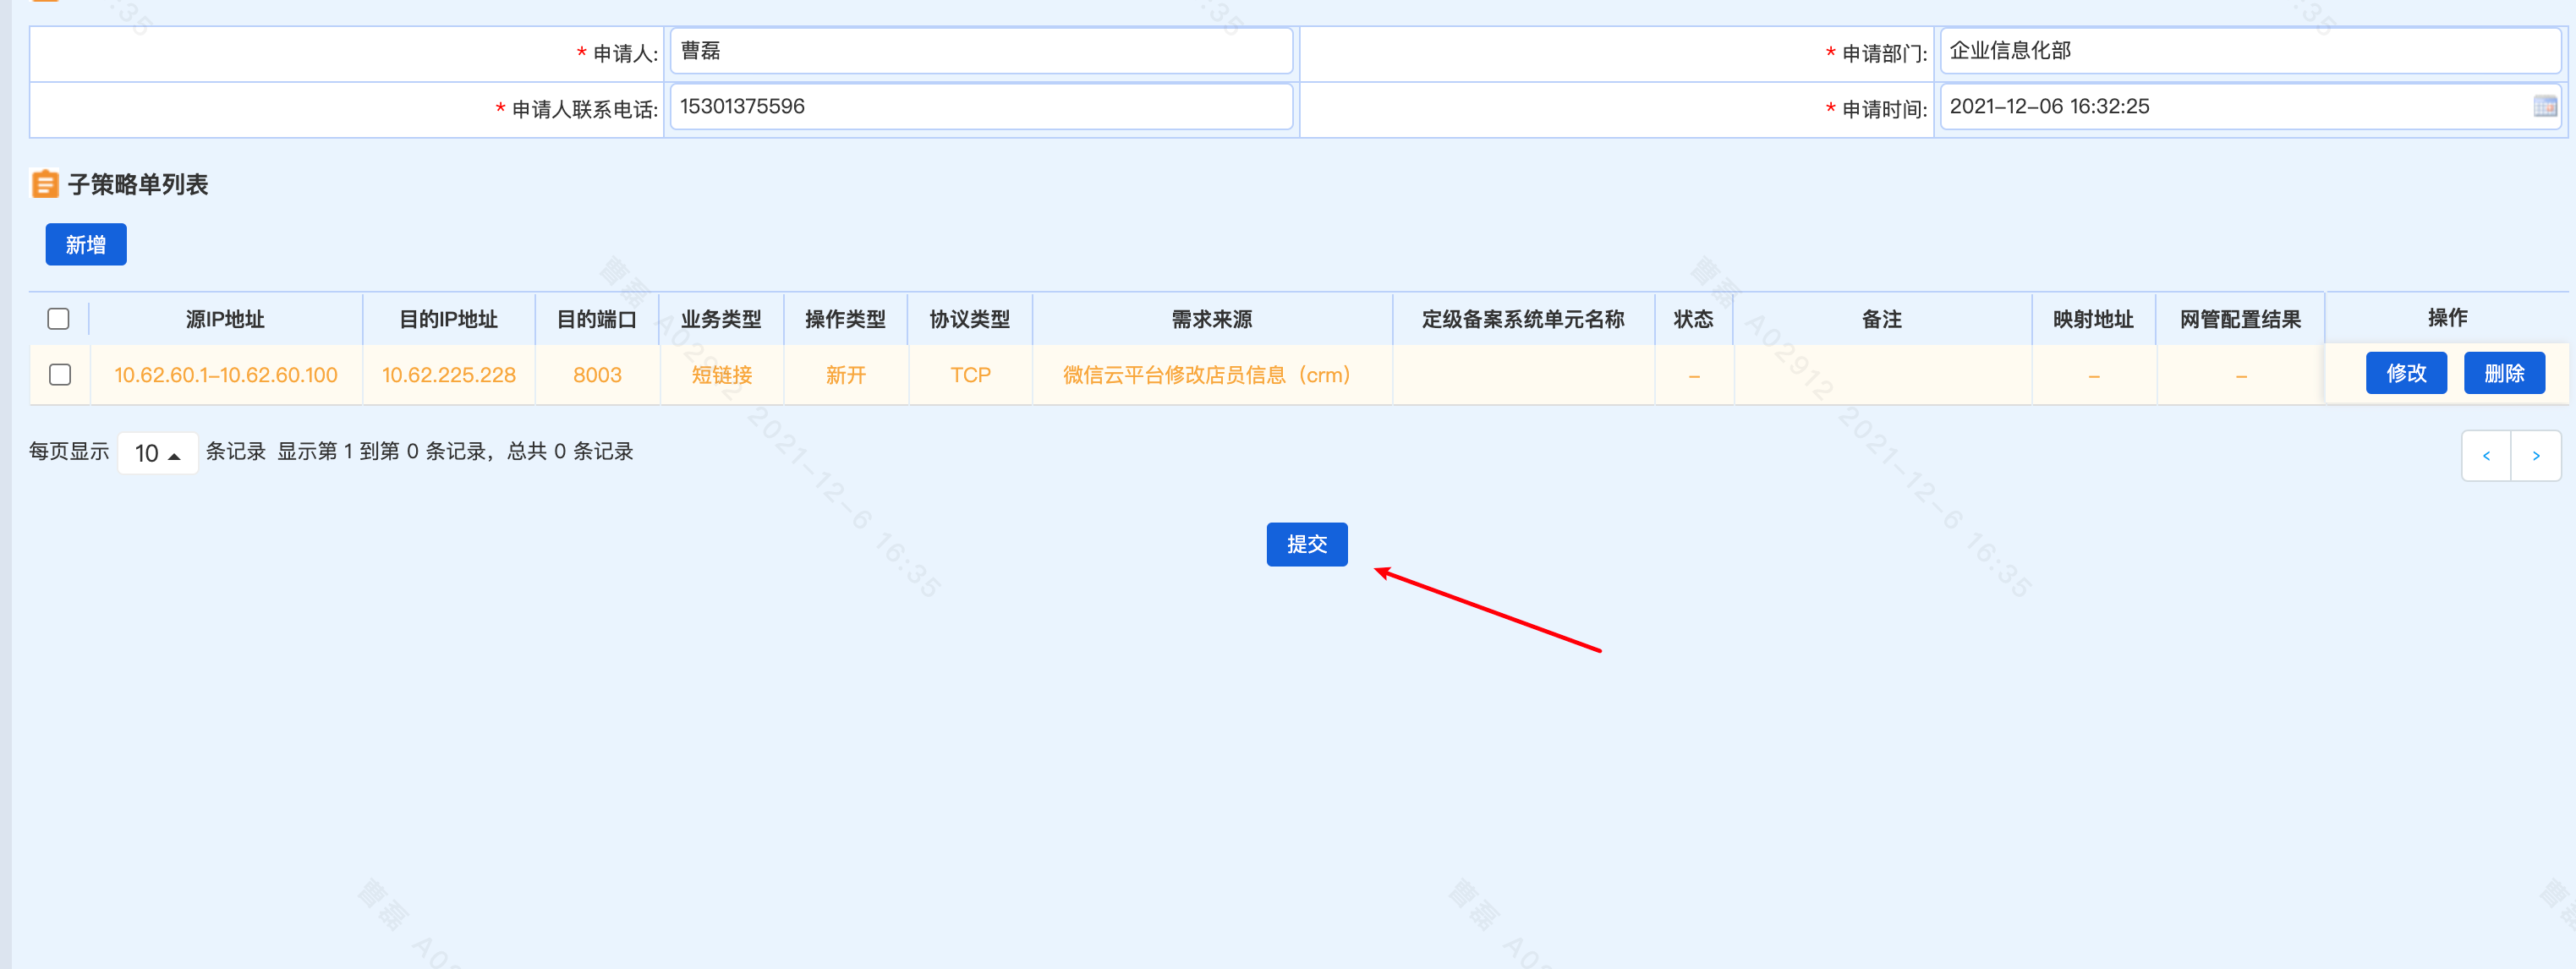 * 申请人: 曹磊 * 申请部门: 企业信息化部
* 申请人联系电话: 15301375596 * 申请时间: 2021-12-06 16:32:25
子策略单列表
新增
源IP地址 目的IP地址 目的端口 业务类型 操作类型 协议类型 需求来源 定级备案系统单元名称 状态 备注 映射地址 网管配置结果 操作
10.62.60.1-10.62.60.100 10.62.225.228 8003 短链接 新开 TCP 微信云平台修改店员信息（crm） - - - 修改 删除
每页显示 10 条记录 显示第 1 到第 0 条记录，总共 0 条记录 < >
提交
:35
:35
:35
曹磊 A02912 2021-12-6 16:35
曹磊 A02912 2021-12-6 16:35
曹磊 A02
曹磊 A02
曹磊